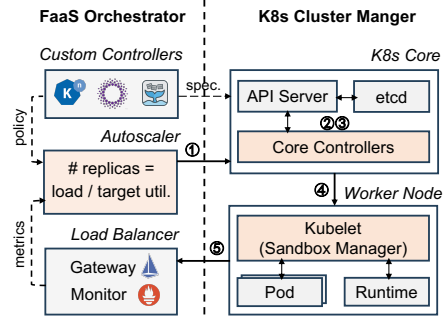 FaaS Orchestrator
K8s Cluster Manger
Custom Controllers
n
spec.
K8s Core
API Server
etcd
②③
Core Controllers
policy
Autoscaler
①
# replicas =
load / target util.
④
Worker Node
metrics
Load Balancer
Gateway
Monitor
⑤
Kubelet
(Sandbox Manager)
Pod
Runtime